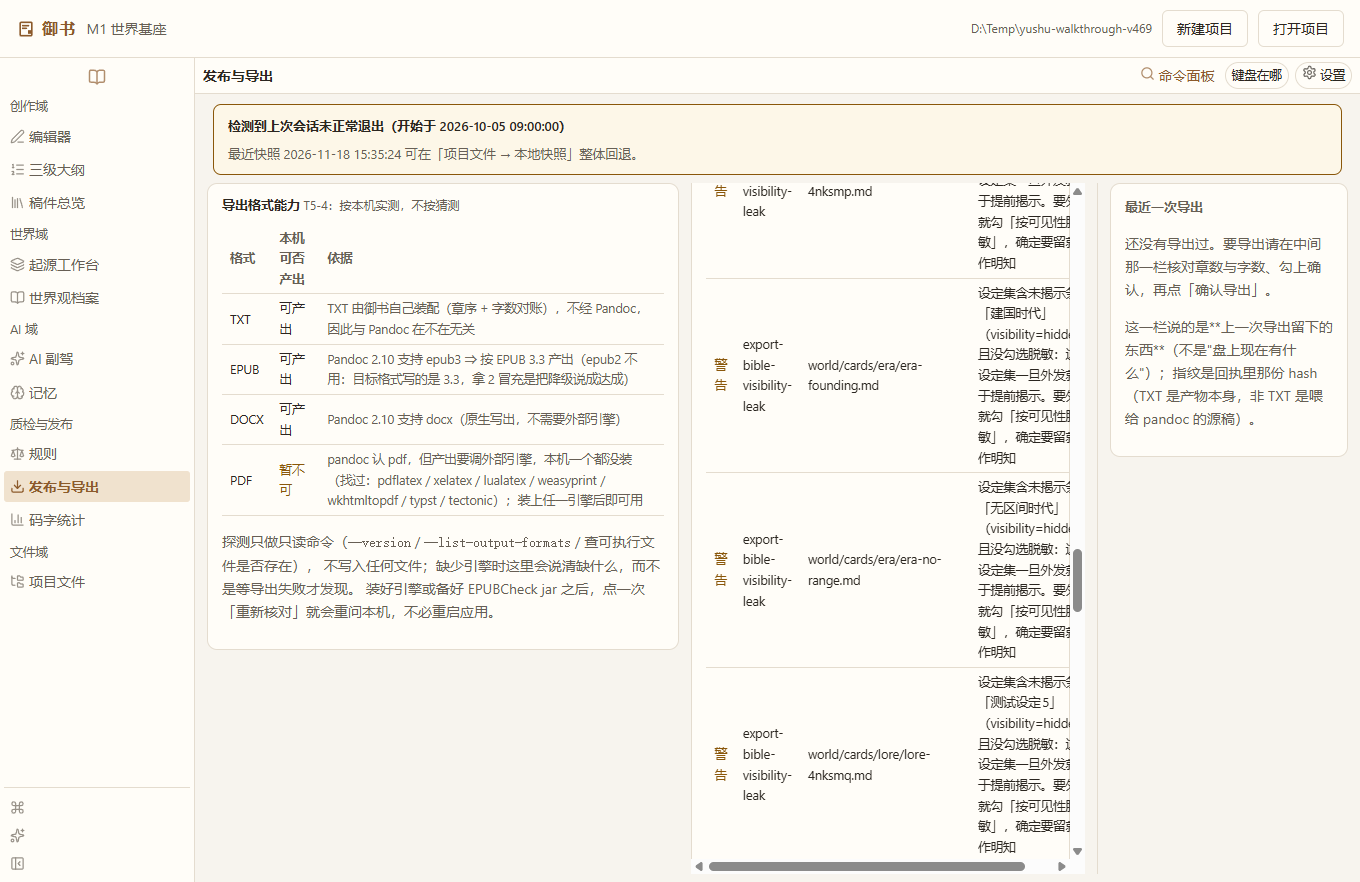 御书 M1 世界基座
D:\Temp\yushu-walkthrough-v469 新建项目 打开项目
发布与导出
命令面板 键盘在哪 设置
创作域
编辑器
三级大纲
稿件总览
世界域
起源工作台
世界观档案
AI 域
AI 副驾
记忆
质检与发布
规则
发布与导出
码字统计
文件域
项目文件
检测到上次会话未正常退出（开始于 2026-10-05 09:00:00）
最近快照 2026-11-18 15:35:24 可在「项目文件 → 本地快照」整体回退。
导出格式能力 T5-4：按本机实测，不按猜测
格式 本机可否产出 依据
TXT 可产出 TXT 由御书自己装配（章序 + 字数对账），不经 Pandoc，
因此与 Pandoc 在不在无关
EPUB 可产出 Pandoc 2.10 支持 epub3 ⇒ 按 EPUB 3.3 产出（epub2 不
用：目标格式写的是 3.3，拿 2 冒充是把降级说成达成）
DOCX 可产出 Pandoc 2.10 支持 docx（原生写出，不需要外部引擎）
PDF 暂不可 pandoc 认 pdf，但产出要调外部引擎，本机一个都没装
（找过：pdflatex / xelatex / lualatex / weasyprint /
wkhtmltopdf / typst / tectonic）；装上任一引擎后即可用
探测只做只读命令（—version / —list-output-formats / 查可执行文
件是否存在），不写入任何文件；缺少引擎时这里会说清缺什么，而不
是等导出失败才发现。 装好引擎或备好 EPUBCheck jar 之后，点一次
「重新核对」就会重问本机，不必重启应用。
告
visibility-
leak
4nksmp.md
于提前揭示。要
就勾「按可见性
敏」，确定要留
作明知
警告
export-
bible-
visibility-
leak
world/cards/era/era-
founding.md
设定集含未揭示
「建国时代」
（visibility=hidd
且没勾选脱敏：
设定集一旦外发
于提前揭示。要
就勾「按可见性
敏」，确定要留
作明知
警告
export-
bible-
visibility-
leak
world/cards/era/era-no-
range.md
设定集含未揭示
「无区间时代」
（visibility=hidd
且没勾选脱敏：
设定集一旦外发
于提前揭示。要
就勾「按可见性
敏」，确定要留
作明知
警告
export-
bible-
visibility-
leak
world/cards/lore/lore-
4nksmq.md
设定集含未揭示
「测试设定5」
（visibility=hidd
且没勾选脱敏：
设定集一旦外发
于提前揭示。要
就勾「按可见性
敏」，确定要留
作明知
最近一次导出
还没有导出过。要导出请在中间
那一栏核对章数与字数、勾上确
认，再点「确认导出」。
这一栏说的是**上一次导出留下的
东西**（不是"盘上现在有什
么"）；指纹是回执里那份 hash
（TXT 是产物本身，非 TXT 是喂
给 pandoc 的源稿）。